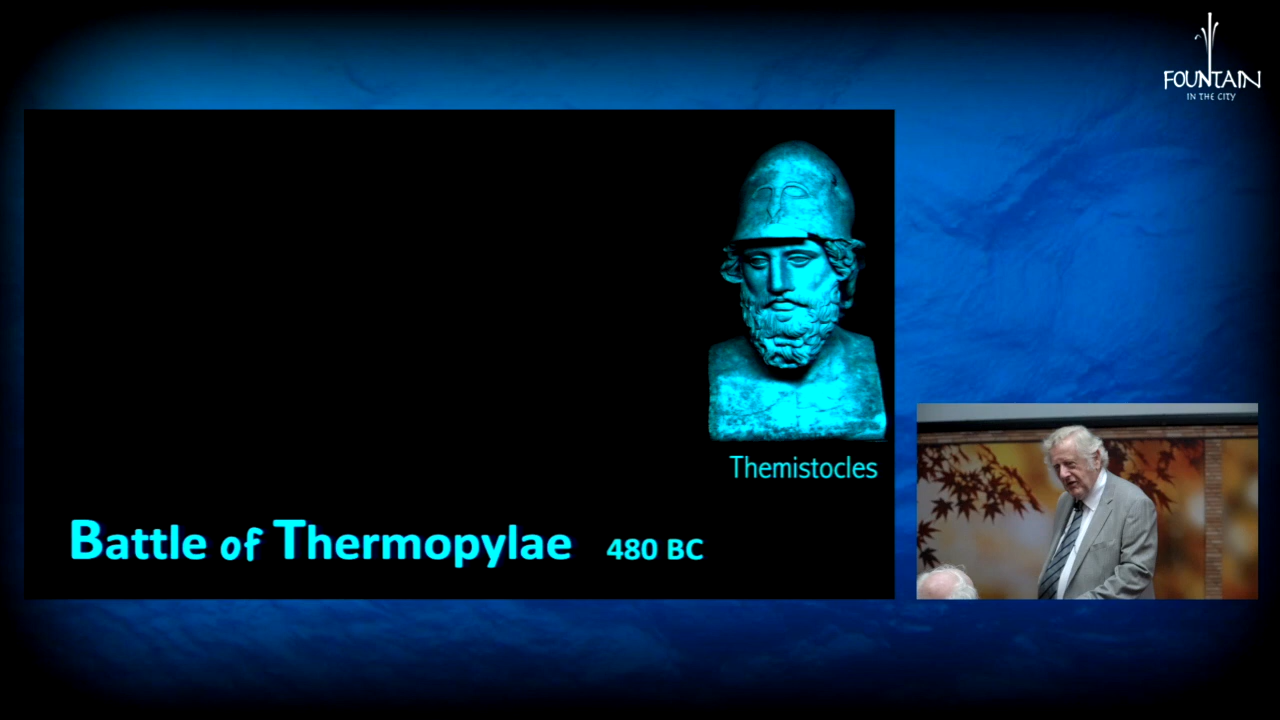 FOUNTAIN
IN THE CITY
Themistocles
Battle of Thermopylae 480 BC